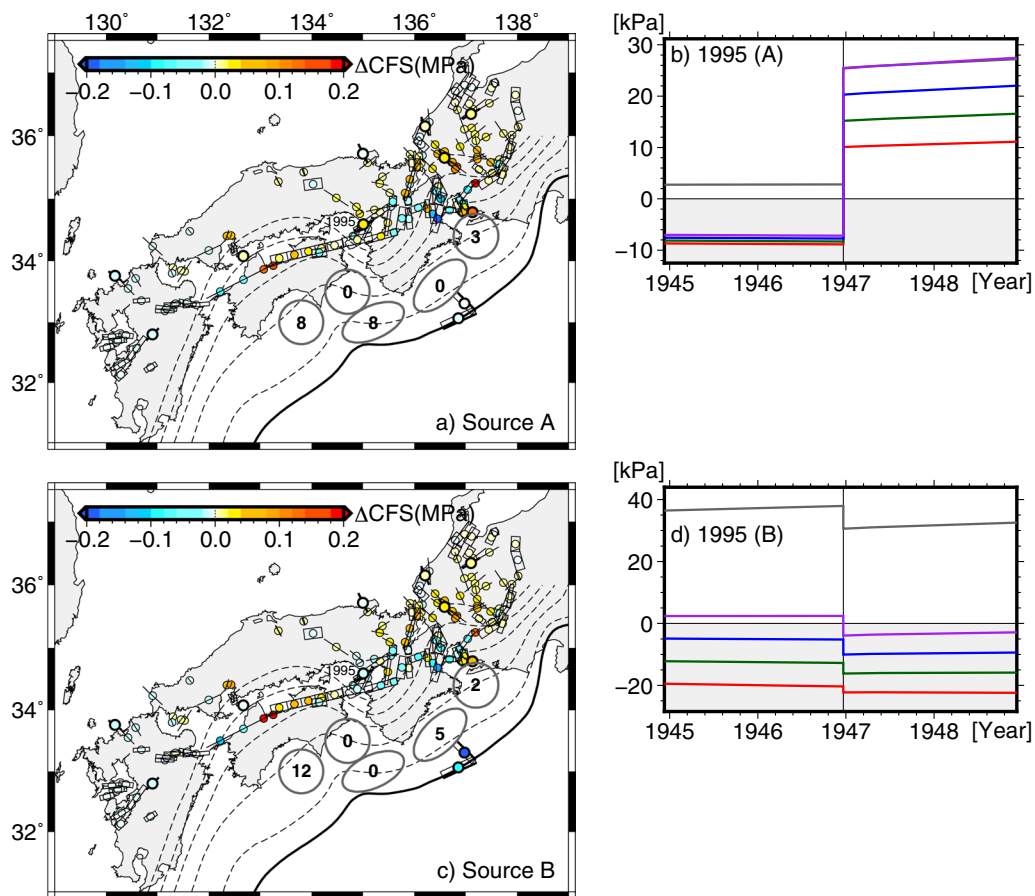 130˚ 132˚ 134˚ 136˚ 138˚
ΔCFS(MPa)
−0.2 −0.1 0.0 0.1 0.2
36˚
34˚
32˚
1995
3
0
0
8
8
a) Source A
[kPa]
b) 1995 (A)
30
20
10
0
−10
1945 1946 1947 1948 [Year]
ΔCFS(MPa)
−0.2 −0.1 0.0 0.1 0.2
36˚
34˚
32˚
1995
2
5
0
0
12
c) Source B
[kPa]
d) 1995 (B)
40
20
0
−20
1945 1946 1947 1948 [Year]